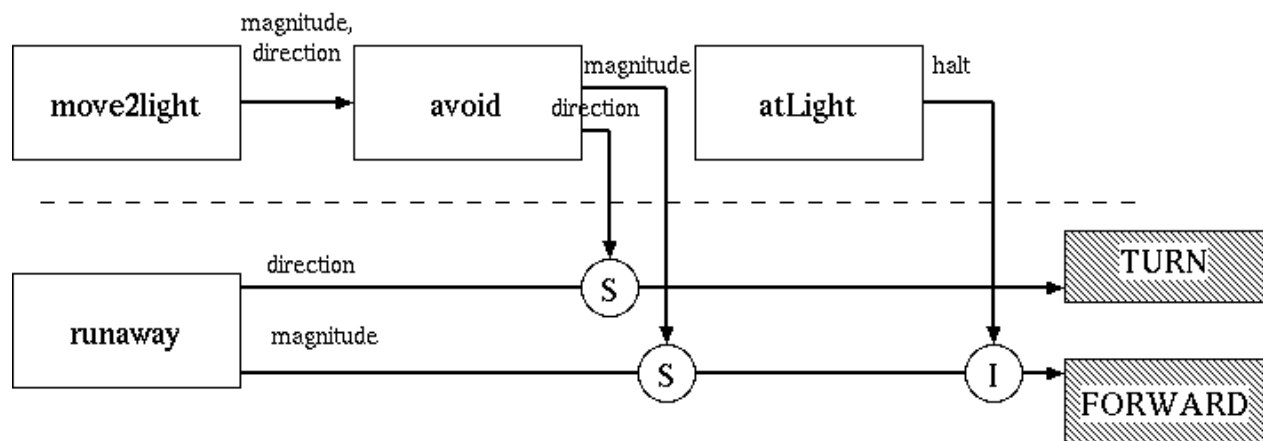 magnitude,
direction
move2light
avoid
magnitude
direction
atLight
halt
direction
S
TURN
runaway
magnitude
S
I
FORWARD